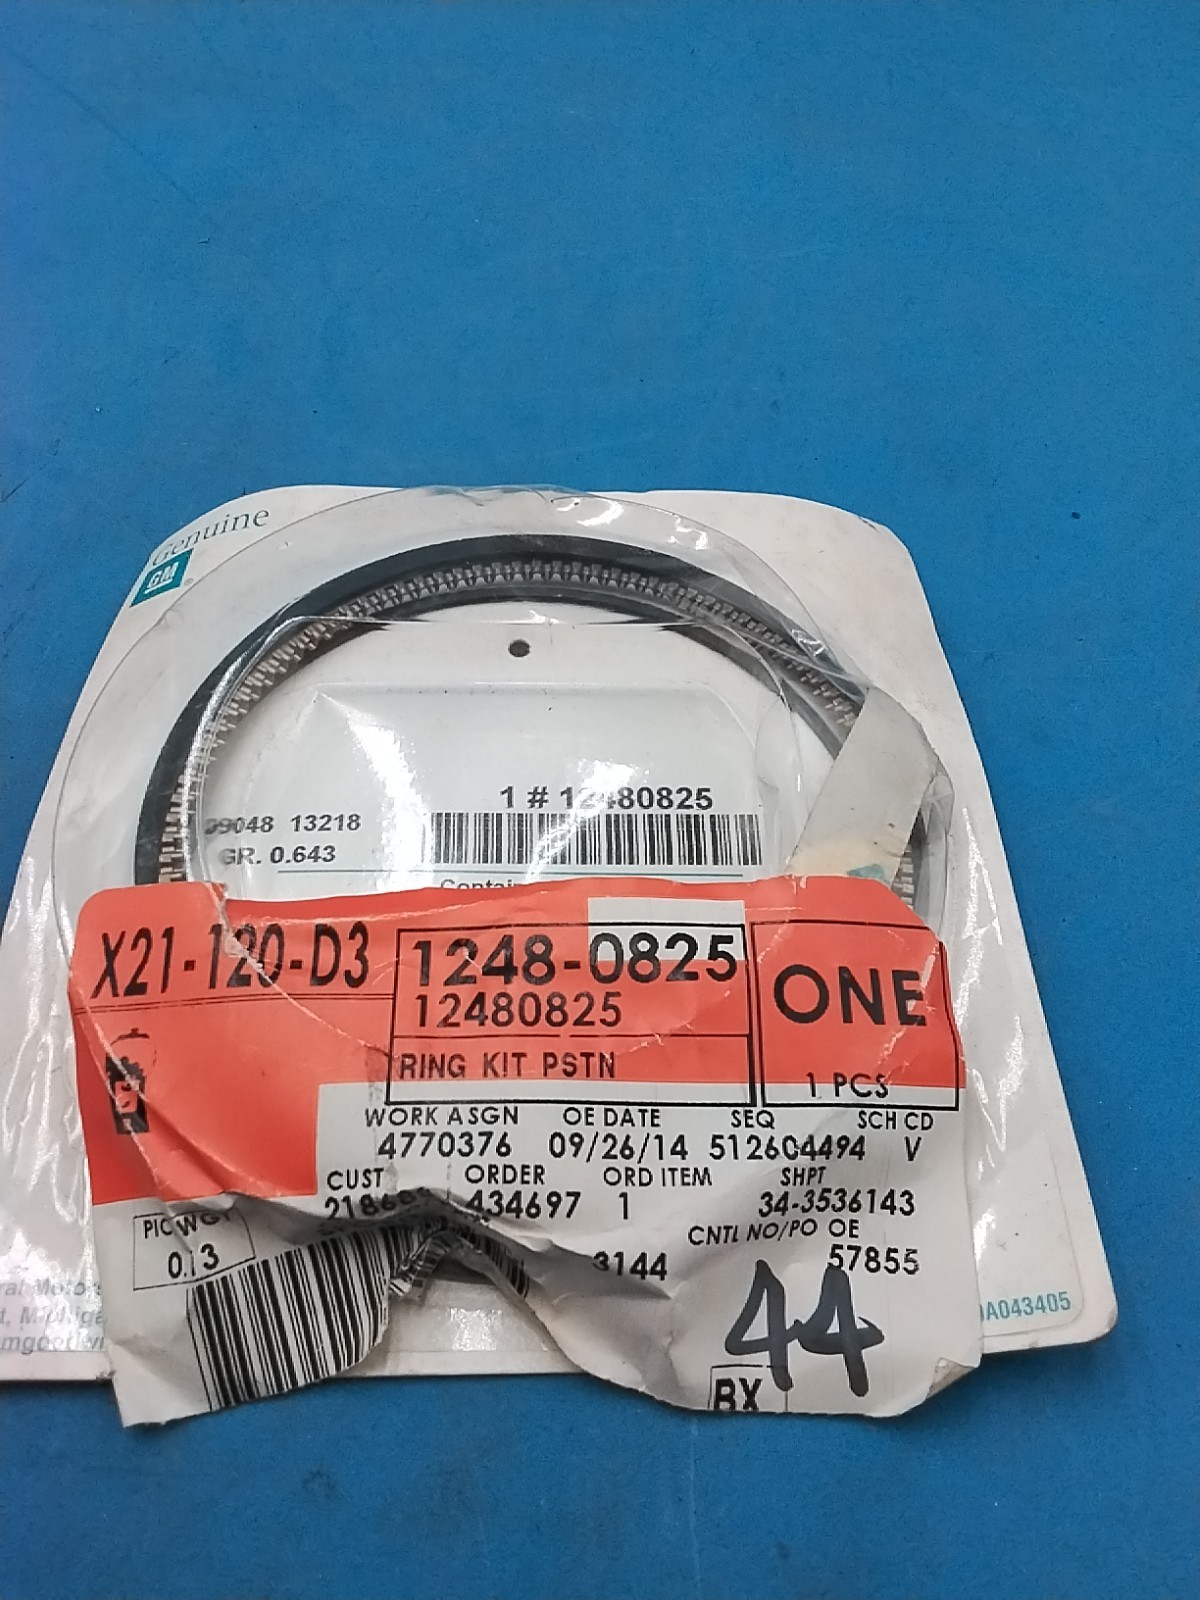 Genuine
GM
1 # 12480825
39048 13218
GR. 0.643
X21-120-D3
1248-0825
12480825
RING KIT PSTN
ONE
1 PCS
WORK ASGN OE DATE SEQ SCH CD
4770376 09/26/14 512604494 V
CUST ORDER ORD ITEM SHPT
434697 1 34-3536143
CNTL NO/PO OE
3144 57855
PIC WGT
0.13
44
BX